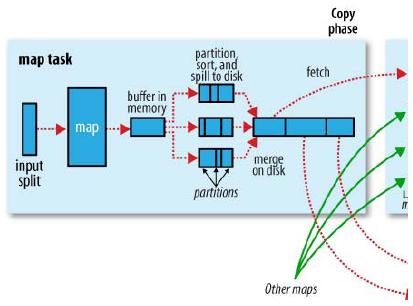 Copy
phase
map task
partition,
sort, and
spill to disk
fetch
buffer in
memory
map
input
split
merge
on disk
partitions
Other maps